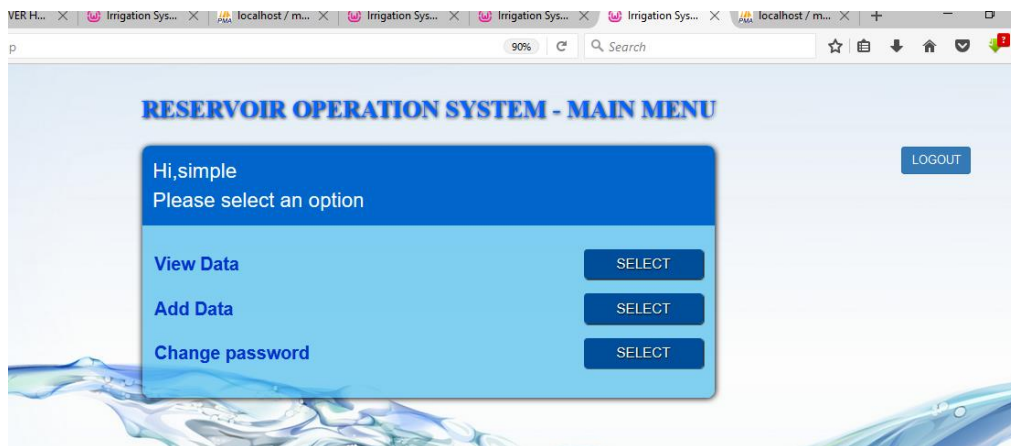 VER H...
Irrigation Sys...
localhost / m...
Irrigation Sys...
Irrigation Sys...
Irrigation Sys...
localhost / m...
p
90%
Search
RESERVOIR OPERATION SYSTEM - MAIN MENU
LOGOUT
Hi,simple
Please select an option
View Data SELECT
Add Data SELECT
Change password SELECT